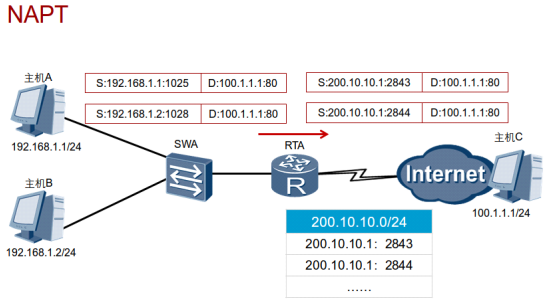 NAPT
主机A
S:192.168.1.1:1025 D:100.1.1.1:80
S:200.10.10.1:2843 D:100.1.1.1:80
S:192.168.1.2:1028 D:100.1.1.1:80
S:200.10.10.1:2844 D:100.1.1.1:80
192.168.1.1/24
SWA
RTA
主机C
R
Internet
主机B
100.1.1.1/24
192.168.1.2/24
200.10.10.0/24
200.10.10.1：2843
200.10.10.1：2844
……